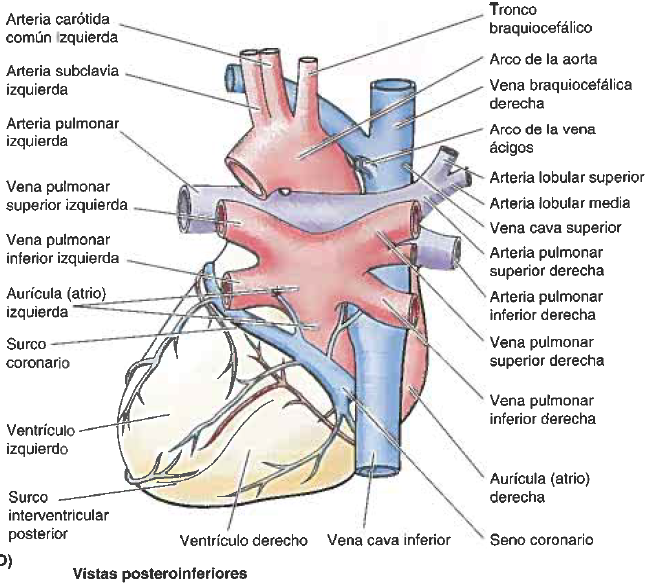 Arteria carótida
común izquierda
Arteria subclavia
izquierda
Arteria pulmonar
izquierda
Vena pulmonar
superior izquierda
Vena pulmonar
inferior izquierda
Aurícula (atrio)
izquierda
Surco
coronario
Ventrículo
izquierdo
Surco
interventricular
posterior
Tronco
braquiocefálico
Arco de la aorta
Vena braquiocefálica
derecha
Arco de la vena
ácigos
Arteria lobular superior
Arteria lobular media
Vena cava superior
Arteria pulmonar
superior derecha
Arteria pulmonar
inferior derecha
Vena pulmonar
superior derecha
Vena pulmonar
inferior derecha
Aurícula (atrio)
derecha
Ventrículo derecho
Vena cava inferior
Seno coronario
D)
Vistas posteroinferiores